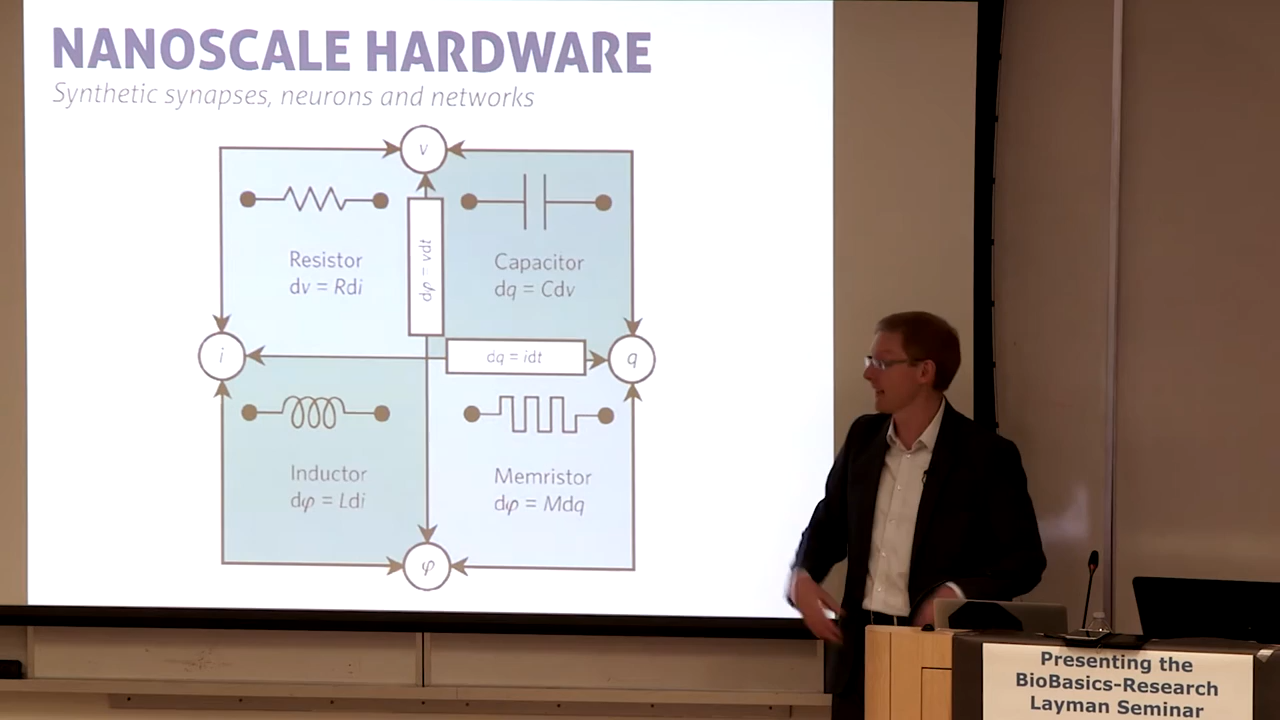 NANOSCALE HARDWARE
Synthetic synapses, neurons and networks
v
Resistor
dv = Rdi
dφ = vdt
Capacitor
dq = Cdv
i
dq = idt
q
Inductor
dφ = Ldi
Memristor
dφ = Mdq
φ
Presenting the
BioBasics-Research
Layman Seminar